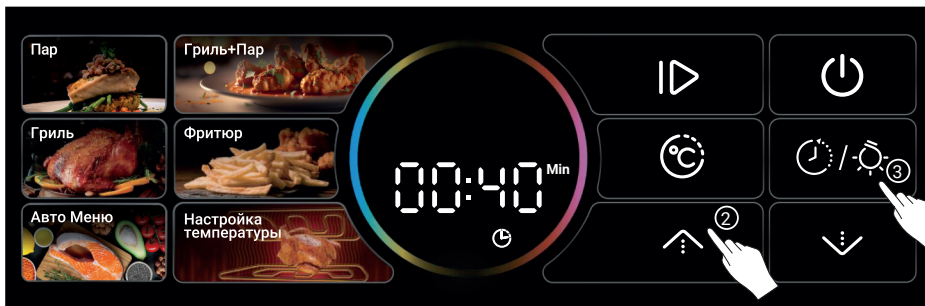 Пар
Гриль+Пар
Гриль
Фритюр
Авто Меню
Настройка
температуры
00:40 Min
°C
/
3
2